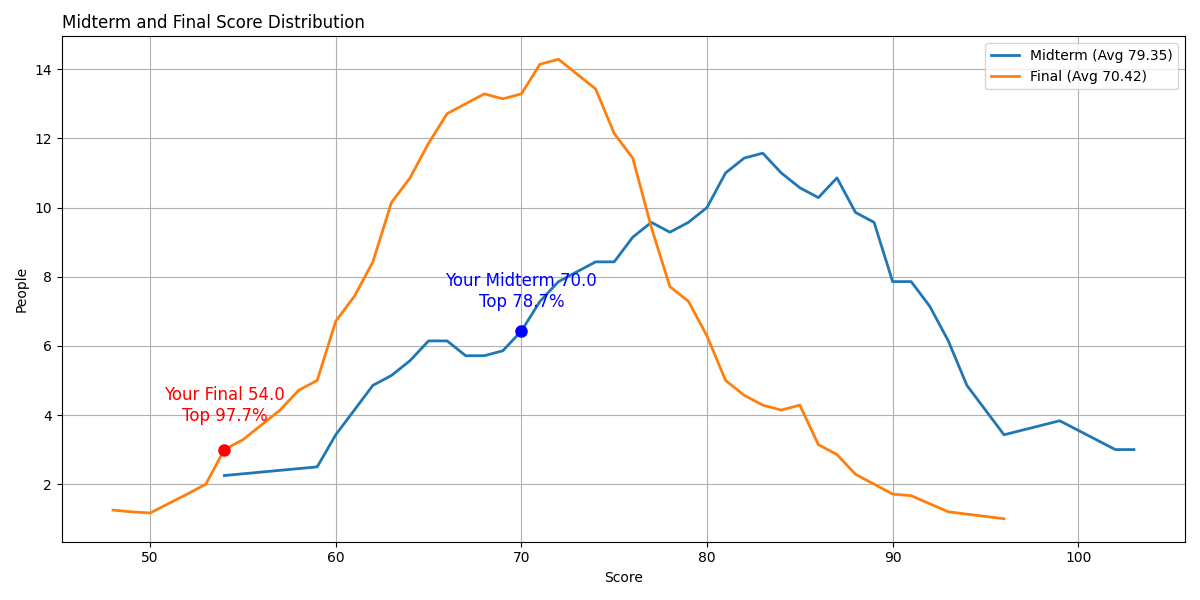 Midterm and Final Score Distribution
Midterm (Avg 79.35)
Final (Avg 70.42)
14
12
10
8
6
4
2
People
Your Midterm 70.0
Top 78.7%
Your Final 54.0
Top 97.7%
50
60
70
80
90
100
Score